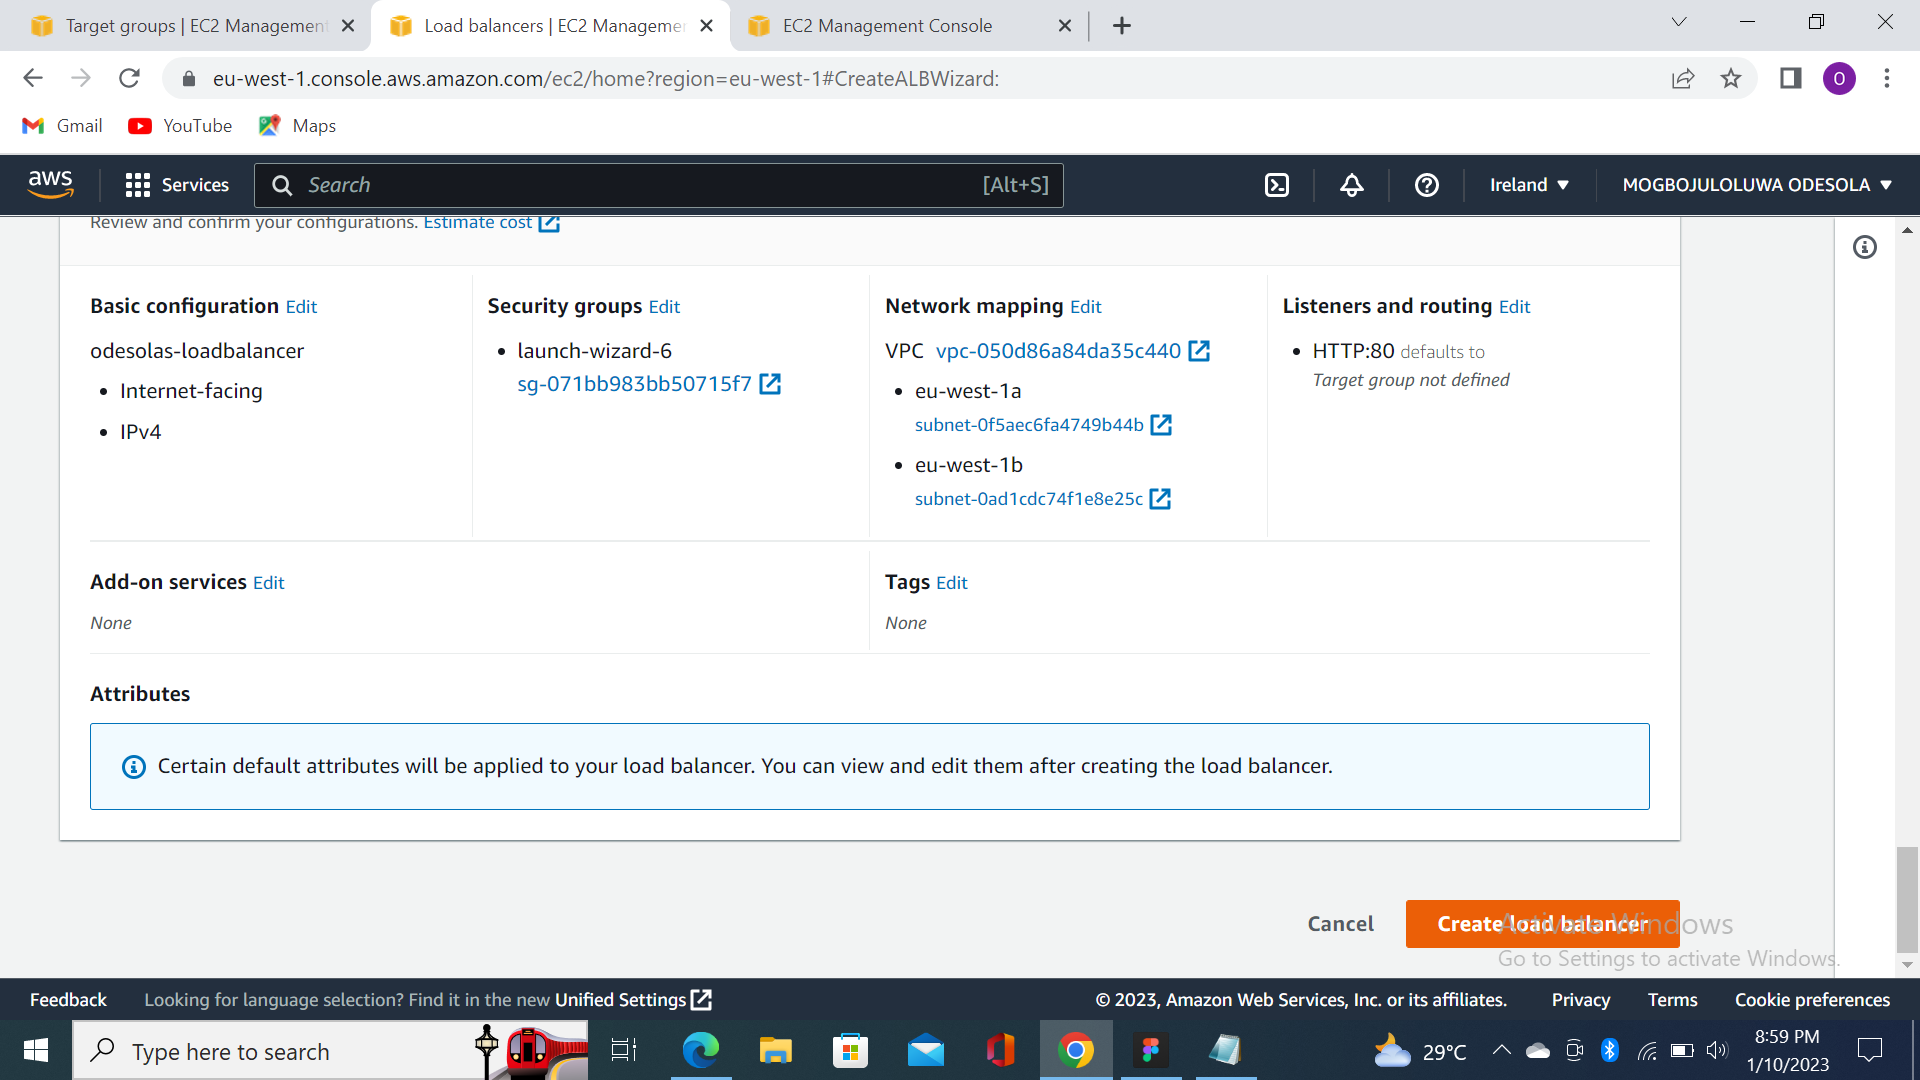 Target groups | EC2 Management
Load balancers | EC2 Manageme
EC2 Management Console
eu-west-1.console.aws.amazon.com/ec2/home?region=eu-west-1#CreateALBWizard:
O
Gmail
YouTube
Maps
aws
Services
Search
[Alt+S]
Ireland
MOGBOJULOLUWA ODESOLA
Review and confirm your configurations. Estimate cost
Basic configuration Edit
odesolas-loadbalancer
• Internet-facing
• IPv4
Security groups Edit
• launch-wizard-6
sg-071bb983bb50715f7
Network mapping Edit
VPC vpc-050d86a84da35c440
• eu-west-1a
subnet-0f5aec6fa4749b44b
• eu-west-1b
subnet-0ad1cdc74f1e8e25c
Listeners and routing Edit
• HTTP:80 defaults to
Target group not defined
Add-on services Edit
None
Tags Edit
None
Attributes
Certain default attributes will be applied to your load balancer. You can view and edit them after creating the load balancer.
Cancel
Create load balancer
Activate Windows
Go to Settings to activate Windows.
Feedback
Looking for language selection? Find it in the new Unified Settings
© 2023, Amazon Web Services, Inc. or its affiliates.
Privacy
Terms
Cookie preferences
Type here to search
29°C
8:59 PM
1/10/2023